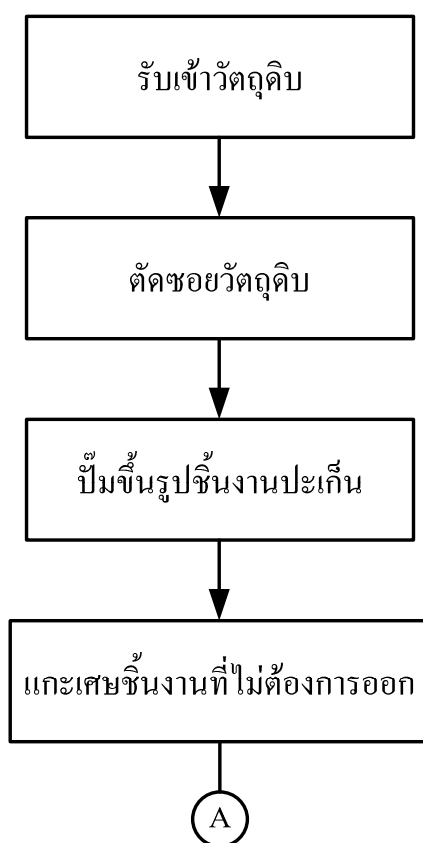 รับเข้าวัตถุดิบ
ตัดซอยวัตถุดิบ
ปั๊มขึ้นรูปชิ้นงานปะเก็น
แกะเศษชิ้นงานที่ไม่ต้องการออก
A